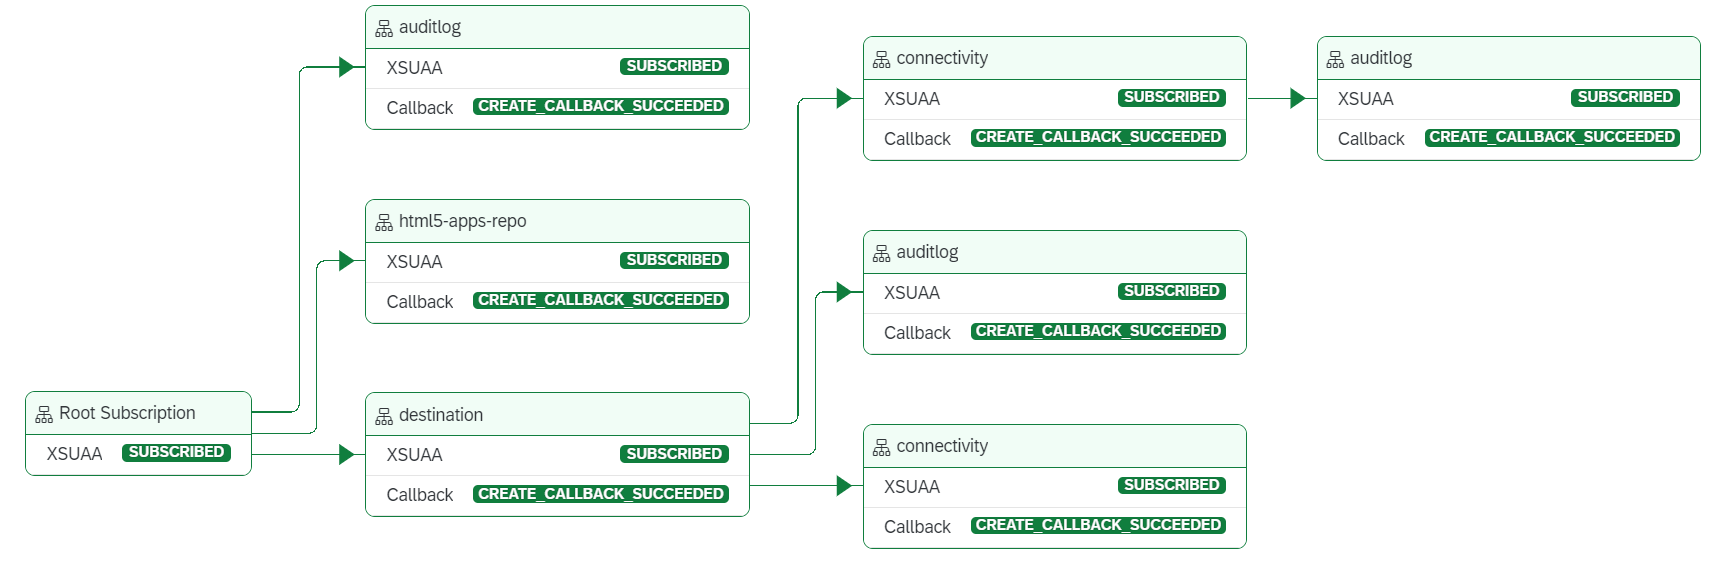 auditlog
XSUAA SUBSCRIBED
Callback CREATE_CALLBACK_SUCCEEDED
html5-apps-repo
XSUAA SUBSCRIBED
Callback CREATE_CALLBACK_SUCCEEDED
Root Subscription
XSUAA SUBSCRIBED
destination
XSUAA SUBSCRIBED
Callback CREATE_CALLBACK_SUCCEEDED
connectivity
XSUAA SUBSCRIBED
Callback CREATE_CALLBACK_SUCCEEDED
auditlog
XSUAA SUBSCRIBED
Callback CREATE_CALLBACK_SUCCEEDED
connectivity
XSUAA SUBSCRIBED
Callback CREATE_CALLBACK_SUCCEEDED
auditlog
XSUAA SUBSCRIBED
Callback CREATE_CALLBACK_SUCCEEDED